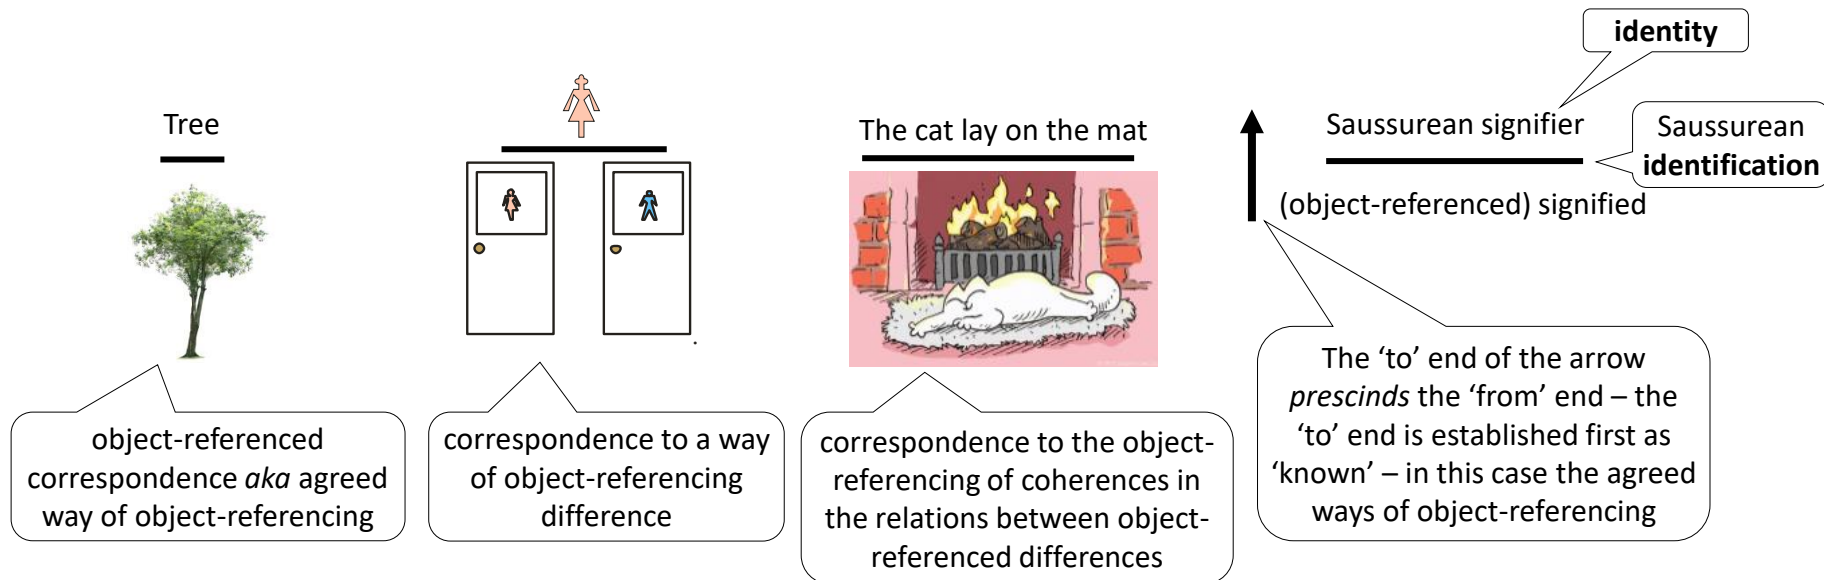 Tree
object-referenced
correspondence aka agreed
way of object-referencing
correspondence to a way
of object-referencing
difference
The cat lay on the mat
correspondence to the object-
referencing of coherences in
the relations between object-
referenced differences
identity
Saussurean signifier
Saussurean
identification
(object-referenced) signified
The ‘to’ end of the arrow
prescinds the ‘from’ end – the
‘to’ end is established first as
‘known’ – in this case the agreed
ways of object-referencing